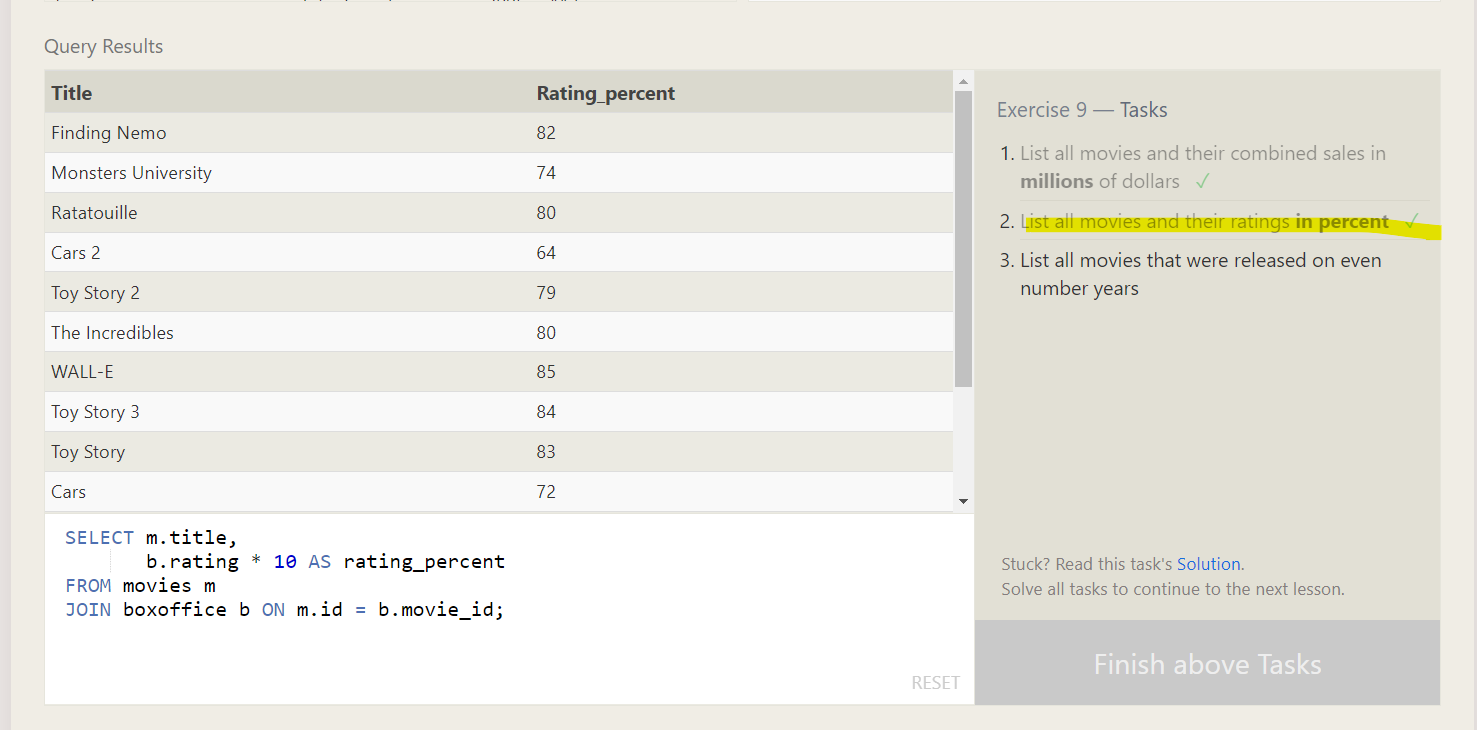 Query Results
Title Rating_percent
Finding Nemo 82
Monsters University 74
Ratatouille 80
Cars 2 64
Toy Story 2 79
The Incredibles 80
WALL-E 85
Toy Story 3 84
Toy Story 83
Cars 72
SELECT m.title,
b.rating * 10 AS rating_percent
FROM movies m
JOIN boxoffice b ON m.id = b.movie_id;
RESET
Exercise 9 — Tasks
1. List all movies and their combined sales in
millions of dollars ✓
2. List all movies and their ratings in percent ✓
3. List all movies that were released on even
number years
Stuck? Read this task's Solution.
Solve all tasks to continue to the next lesson.
Finish above Tasks